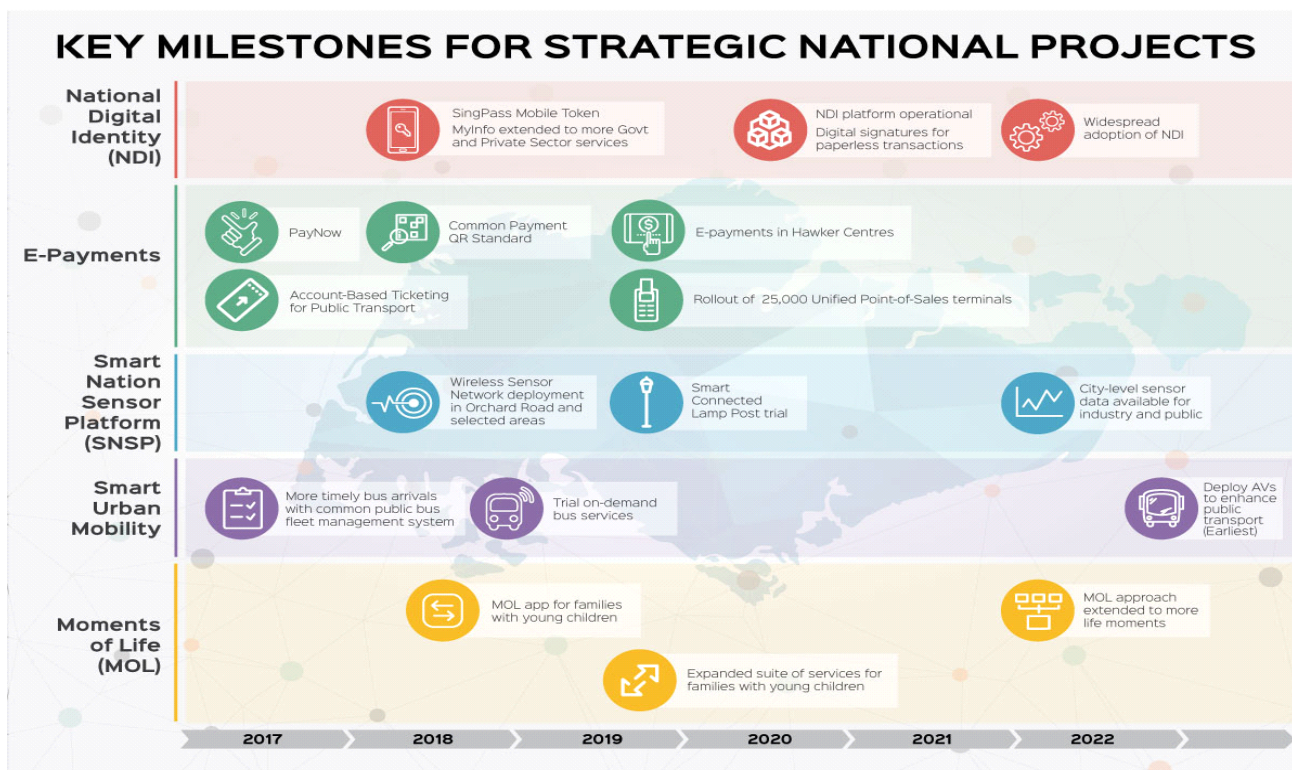 KEY MILESTONES FOR STRATEGIC NATIONAL PROJECTS
National
Digital
Identity
(NDI)
SingPass Mobile Token
MyInfo extended to more Govt
and Private Sector services
NDI platform operational
Digital signatures for
paperless transactions
Widespread
adoption of NDI
E-Payments
PayNow
Common Payment
QR Standard
E-payments in Hawker Centres
Account-Based Ticketing
for Public Transport
Rollout of 25,000 Unified Point-of-Sales terminals
Smart
Nation
Sensor
Platform
(SNSP)
Wireless Sensor
Network deployment
in Orchard Road and
selected areas
Smart
Connected
Lamp Post trial
City-level sensor
data available for
industry and public
Smart
Urban
Mobility
More timely bus arrivals
with common public bus
fleet management system
Trial on-demand
bus services
Deploy AVs
to enhance
public
transport
(Earliest)
Moments
of Life
(MOL)
MOL app for families
with young children
MOL approach
extended to more
life moments
Expanded suite of services for
families with young children
2017
2018
2019
2020
2021
2022